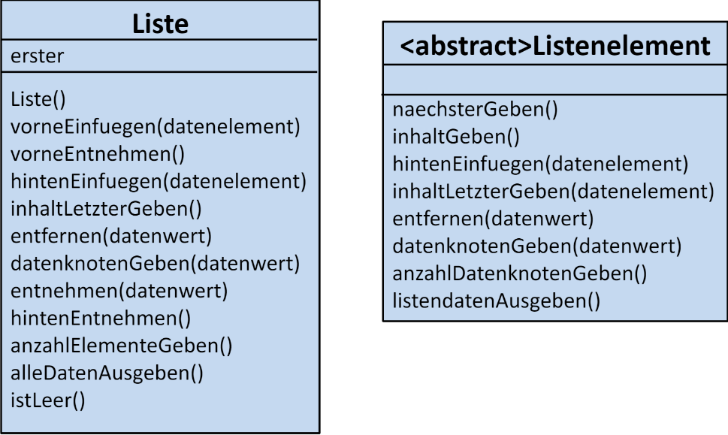 Liste
erster
Liste()
vorneEinfuegen(datenelement)
vorneEntnehmen()
hintenEinfuegen(datenelement)
inhaltLetzterGeben()
entfernen(datenwert)
datenknotenGeben(datenwert)
entnehmen(datenwert)
hintenEntnehmen()
anzahlElementeGeben()
alleDatenAusgeben()
istLeer()
<abstract>Listenelement
naechsterGeben()
inhaltGeben()
hintenEinfuegen(datenelement)
inhaltLetzterGeben(datenelement)
entfernen(datenwert)
datenknotenGeben(datenwert)
anzahlDatenknotenGeben()
listendatenAusgeben()